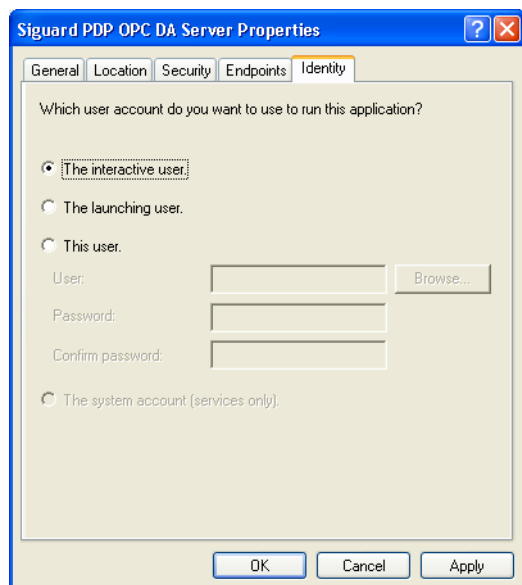 Siguard PDP OPC DA Server Properties
General Location Security Endpoints Identity
Which user account do you want to use to run this application?
The interactive user.
The launching user.
This user.
User: Browse...
Password:
Confirm password:
The system account (services only).
OK Cancel Apply